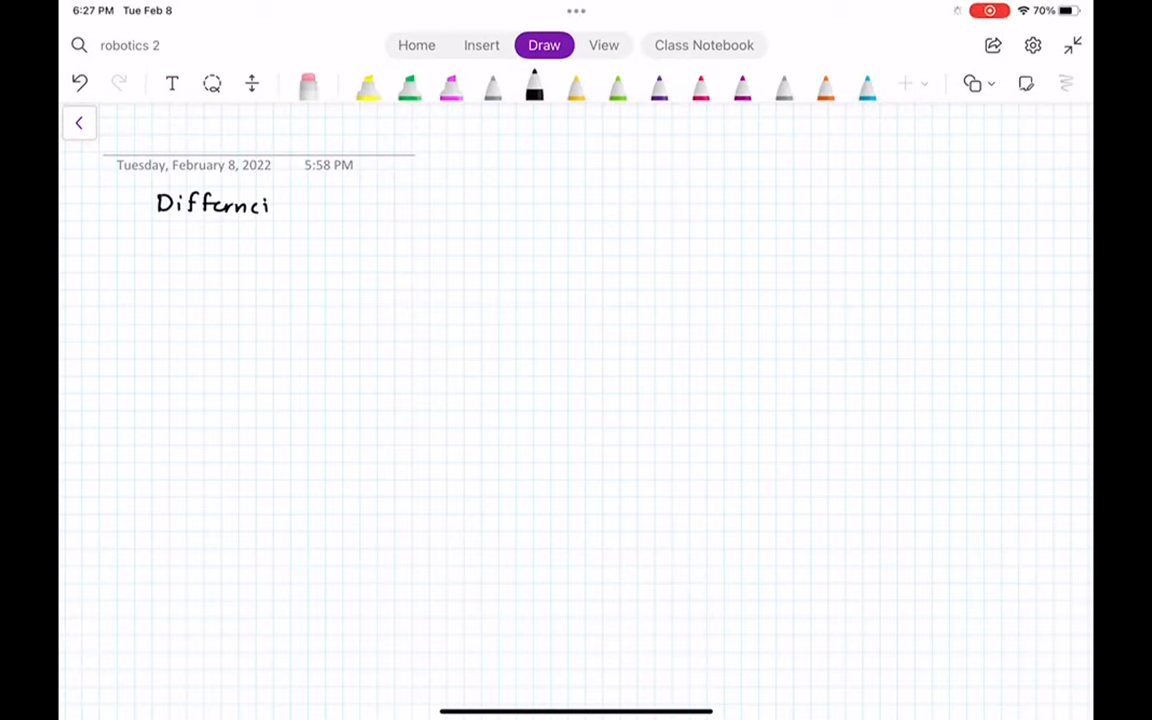 6:27 PM Tue Feb 8 70%
robotics 2 Home Insert Draw View Class Notebook
T
Tuesday, February 8, 2022 5:58 PM
Differnci